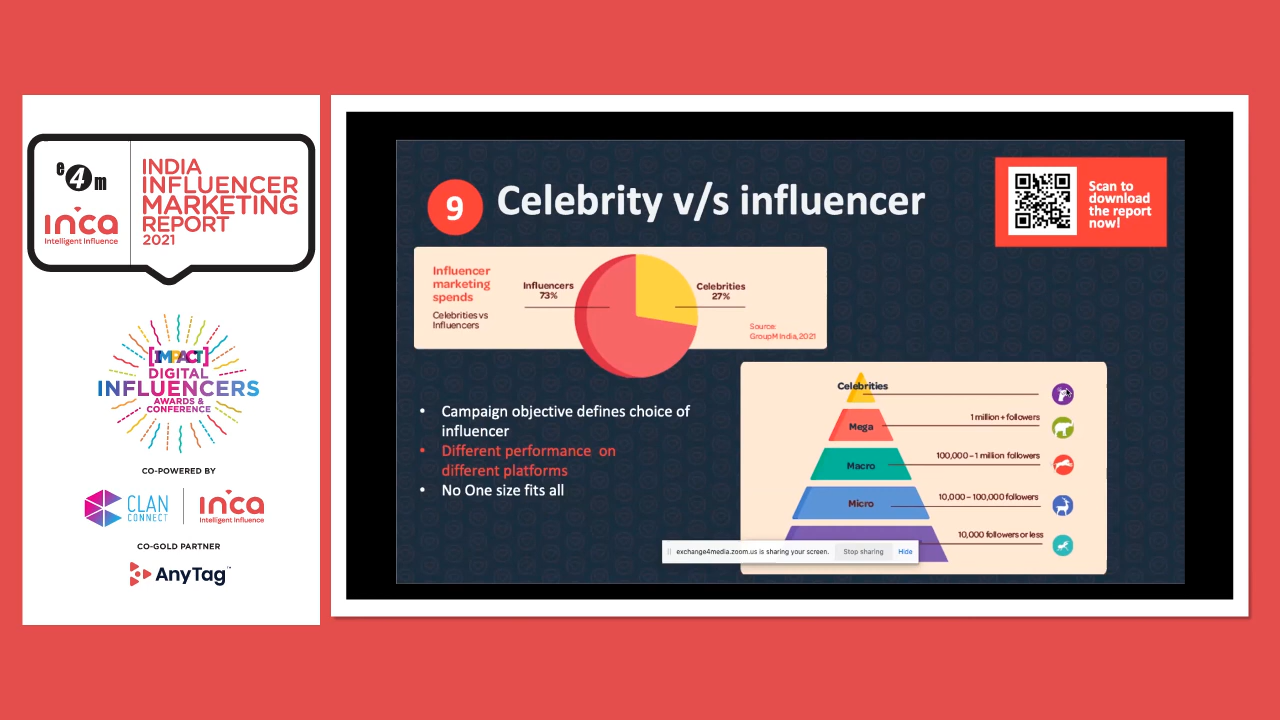 e4m
inca
Intelligent Influence
INDIA
INFLUENCER
MARKETING
REPORT
2021
[IMPACT]
DIGITAL
INFLUENCERS
AWARDS &
CONFERENCE
CO-POWERED BY
CLAN
CONNECT
inca
Intelligent Influence
CO-GOLD PARTNER
AnyTag™
9
Celebrity v/s influencer
Scan to
download
the report
now!
Influencer
marketing
spends
Celebrities vs
Influencers
Influencers
73%
Celebrities
27%
Source:
GroupM India, 2021
• Campaign objective defines choice of
influencer
• Different performance on
different platforms
• No One size fits all
Celebrities
Mega
1 million + followers
Macro
100,000 – 1 million followers
Micro
10,000 – 100,000 followers
10,000 followers or less
exchange4media.zoom.us is sharing your screen.
Stop sharing
Hide